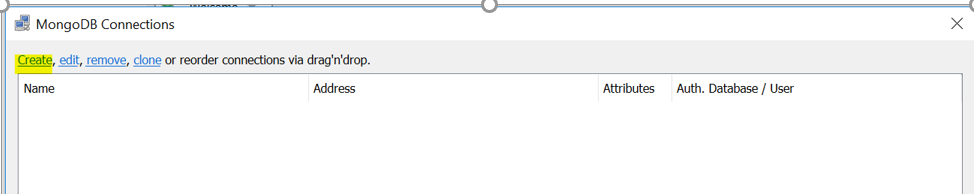 MongoDB Connections
Create, edit, remove, clone or reorder connections via drag'n'drop.
Name Address Attributes Auth. Database / User